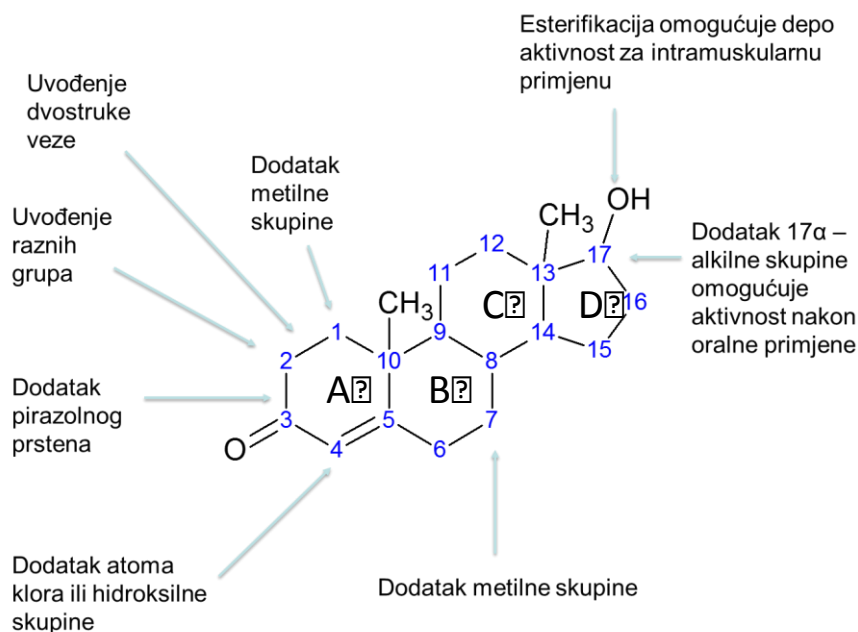 Esterifikacija omogućuje depo
aktivnost za intramuskularnu
primjenu
Uvođenje
dvostruke
veze
Dodatak
metilne
skupine
Uvođenje
raznih
grupa
Dodatak 17α –
alkilne skupine
omogućuje
aktivnost nakon
oralne primjene
OH
CH3
12
17
11
13
16
C
D
CH3
1
9
14
15
2
10
8
A
B
Dodatak
pirazolnog
prstena
3
5
7
O
4
6
Dodatak atoma
klora ili hidroksilne
skupine
Dodatak metilne skupine